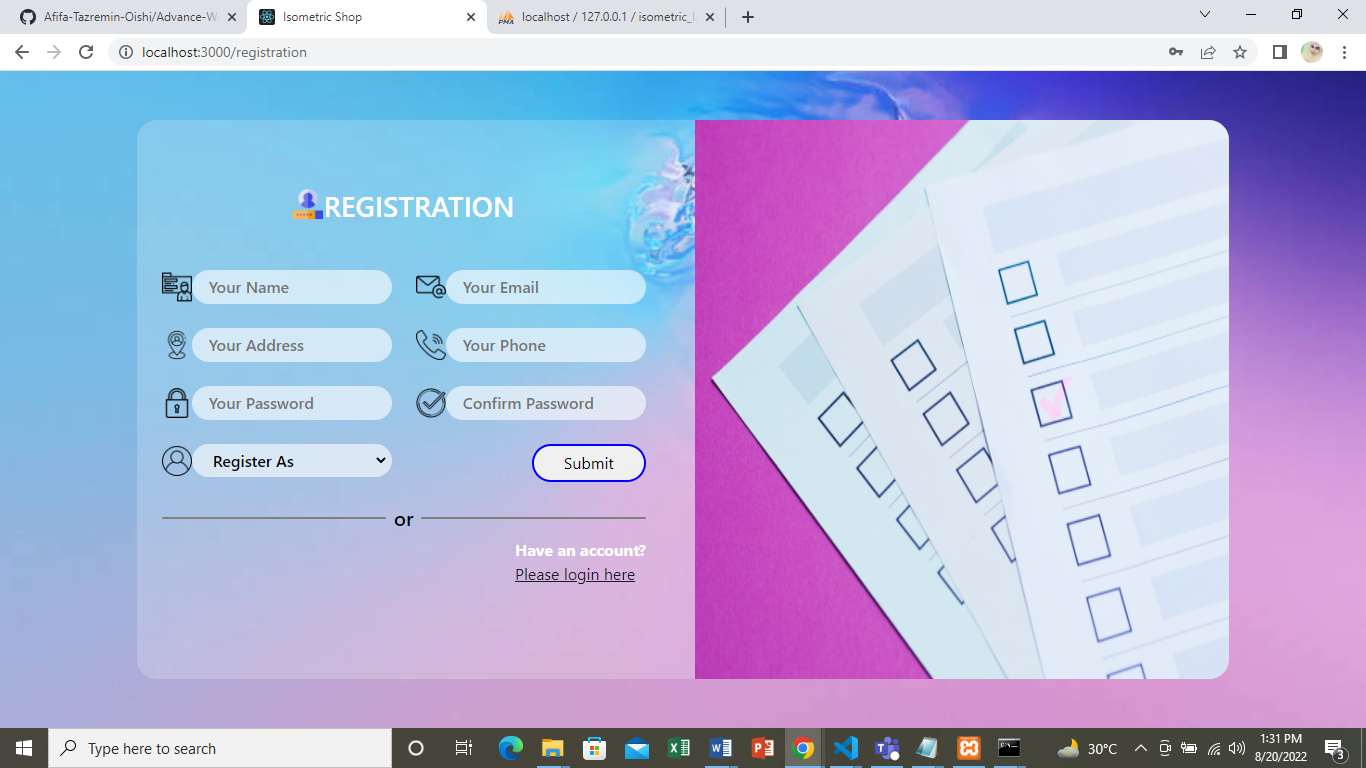 Afifa-Tazremin-Oishi/Advance-W
Isometric Shop
localhost / 127.0.0.1 / isometric_l
PMA
localhost:3000/registration
REGISTRATION
Your Name
Your Email
Your Address
Your Phone
Your Password
Confirm Password
Register As
Submit
or
Have an account?
Please login here
Type here to search
30°C
1:31 PM
8/20/2022
3